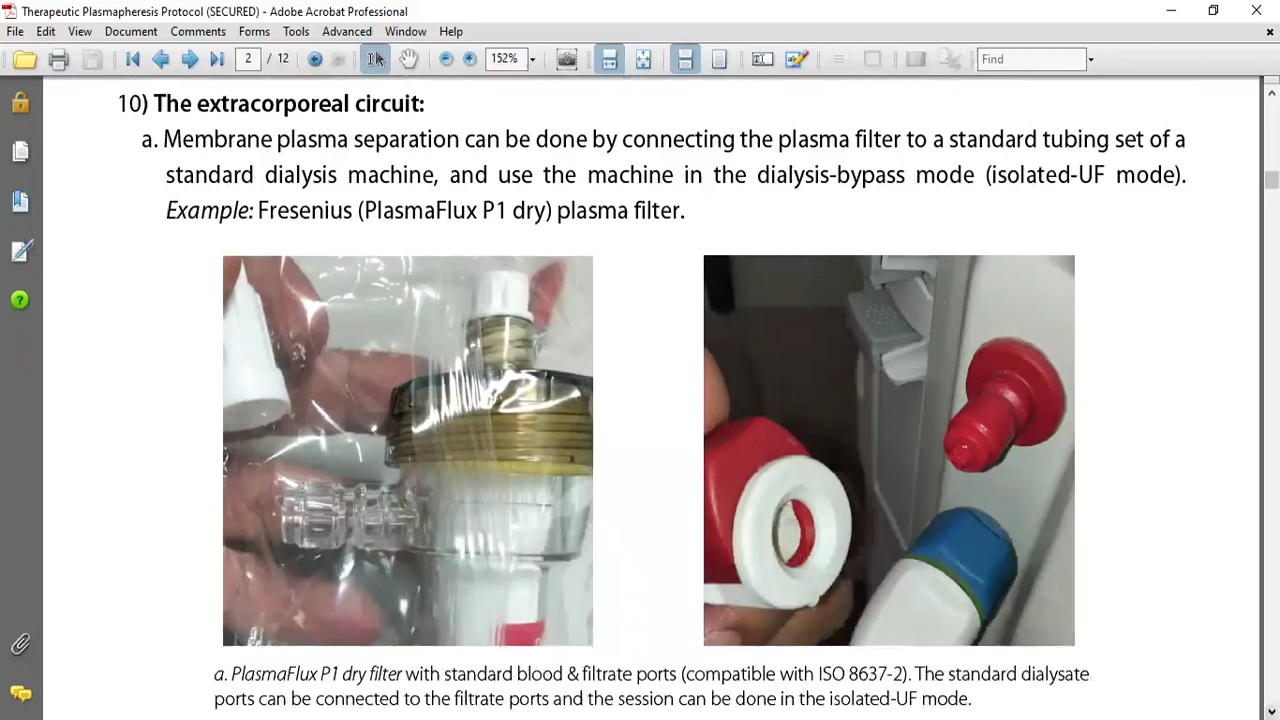 Therapeutic Plasmapheresis Protocol (SECURED) - Adobe Acrobat Professional
File Edit View Document Comments Forms Tools Advanced Window Help
2 / 12 152% Find
10) The extracorporeal circuit:
a. Membrane plasma separation can be done by connecting the plasma filter to a standard tubing set of a
standard dialysis machine, and use the machine in the dialysis-bypass mode (isolated-UF mode).
Example: Fresenius (PlasmaFlux P1 dry) plasma filter.
a. PlasmaFlux P1 dry filter with standard blood & filtrate ports (compatible with ISO 8637-2). The standard dialysate
ports can be connected to the filtrate ports and the session can be done in the isolated-UF mode.